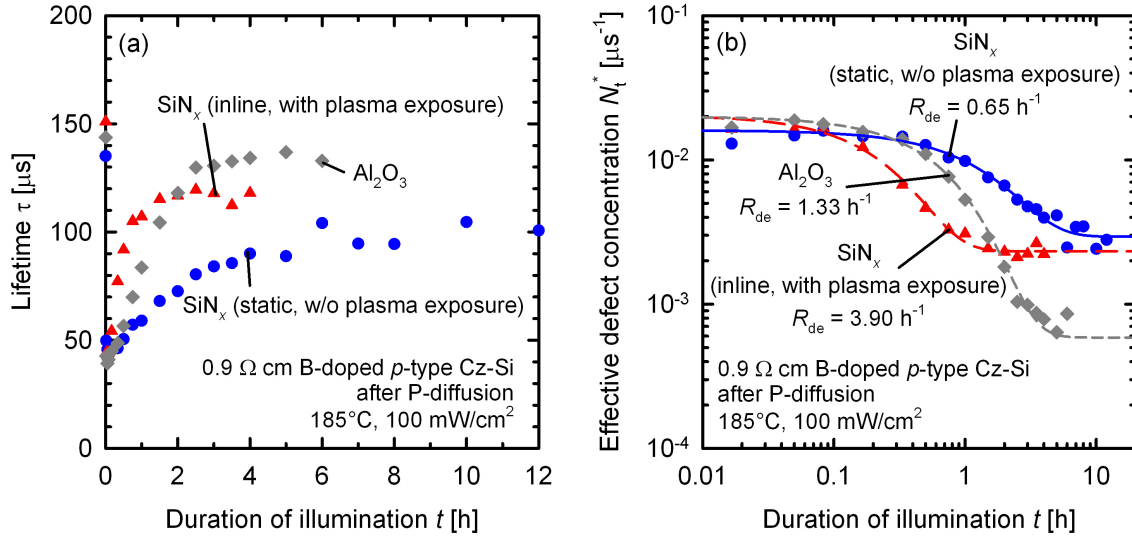 (a)
SiNx (inline, with plasma exposure)
Al2O3
SiNx (static, w/o plasma exposure)
0.9 Ω cm B-doped p-type Cz-Si
after P-diffusion
185°C, 100 mW/cm²
Lifetime τ [µs]
200
150
100
50
0
0 2 4 6 8 10 12
Duration of illumination t [h]
(b)
SiNx
(static, w/o plasma exposure)
Rde = 0.65 h⁻¹
Al2O3
Rde = 1.33 h⁻¹
SiNx
(inline, with plasma exposure)
Rde = 3.90 h⁻¹
0.9 Ω cm B-doped p-type Cz-Si
after P-diffusion
185°C, 100 mW/cm²
Effective defect concentration Nt* [µs⁻¹]
10⁻¹
10⁻²
10⁻³
10⁻⁴
0.01 0.1 1 10
Duration of illumination t [h]